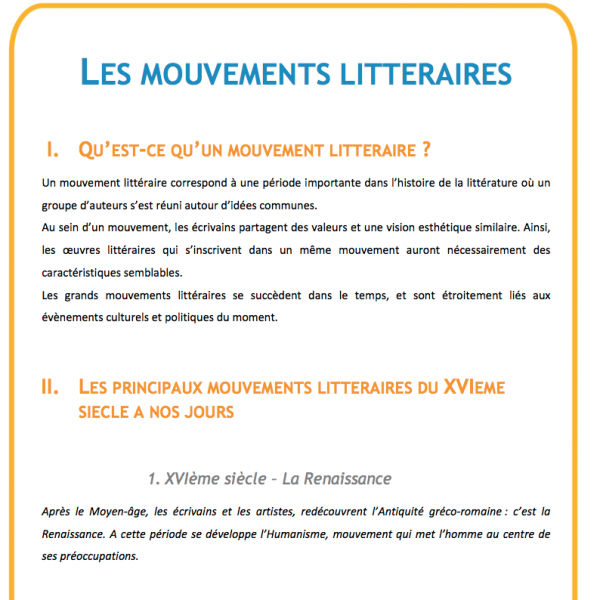 LES MOUVEMENTS LITTERAIRES
I. QU’EST-CE QU’UN MOUVEMENT LITTERAIRE ?
Un mouvement littéraire correspond à une période importante dans l’histoire de la littérature où un
groupe d’auteurs s’est réuni autour d’idées communes.
Au sein d’un mouvement, les écrivains partagent des valeurs et une vision esthétique similaire. Ainsi,
les œuvres littéraires qui s’inscrivent dans un même mouvement auront nécessairement des
caractéristiques semblables.
Les grands mouvements littéraires se succèdent dans le temps, et sont étroitement liés aux
évènements culturels et politiques du moment.
II. LES PRINCIPAUX MOUVEMENTS LITTERAIRES DU XVIEME
SIECLE A NOS JOURS
1. XVIème siècle – La Renaissance
Après le Moyen-âge, les écrivains et les artistes, redécouvrent l’Antiquité gréco-romaine : c’est la
Renaissance. A cette période se développe l’Humanisme, mouvement qui met l’homme au centre de
ses préoccupations.